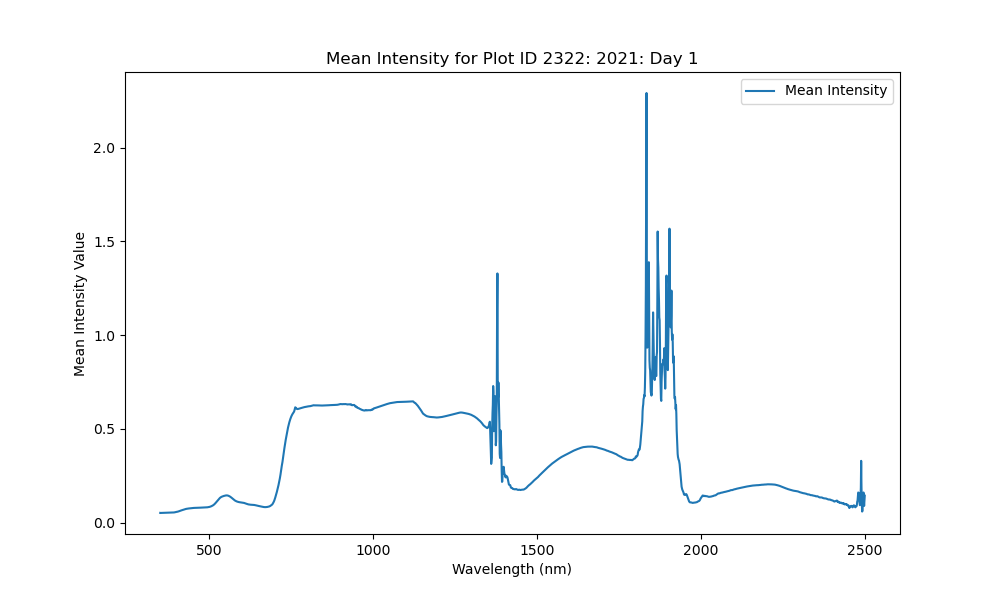 Mean Intensity for Plot ID 2322: 2021: Day 1
Mean Intensity
Mean Intensity Value
2.0
1.5
1.0
0.5
0.0
500
1000
1500
2000
2500
Wavelength (nm)